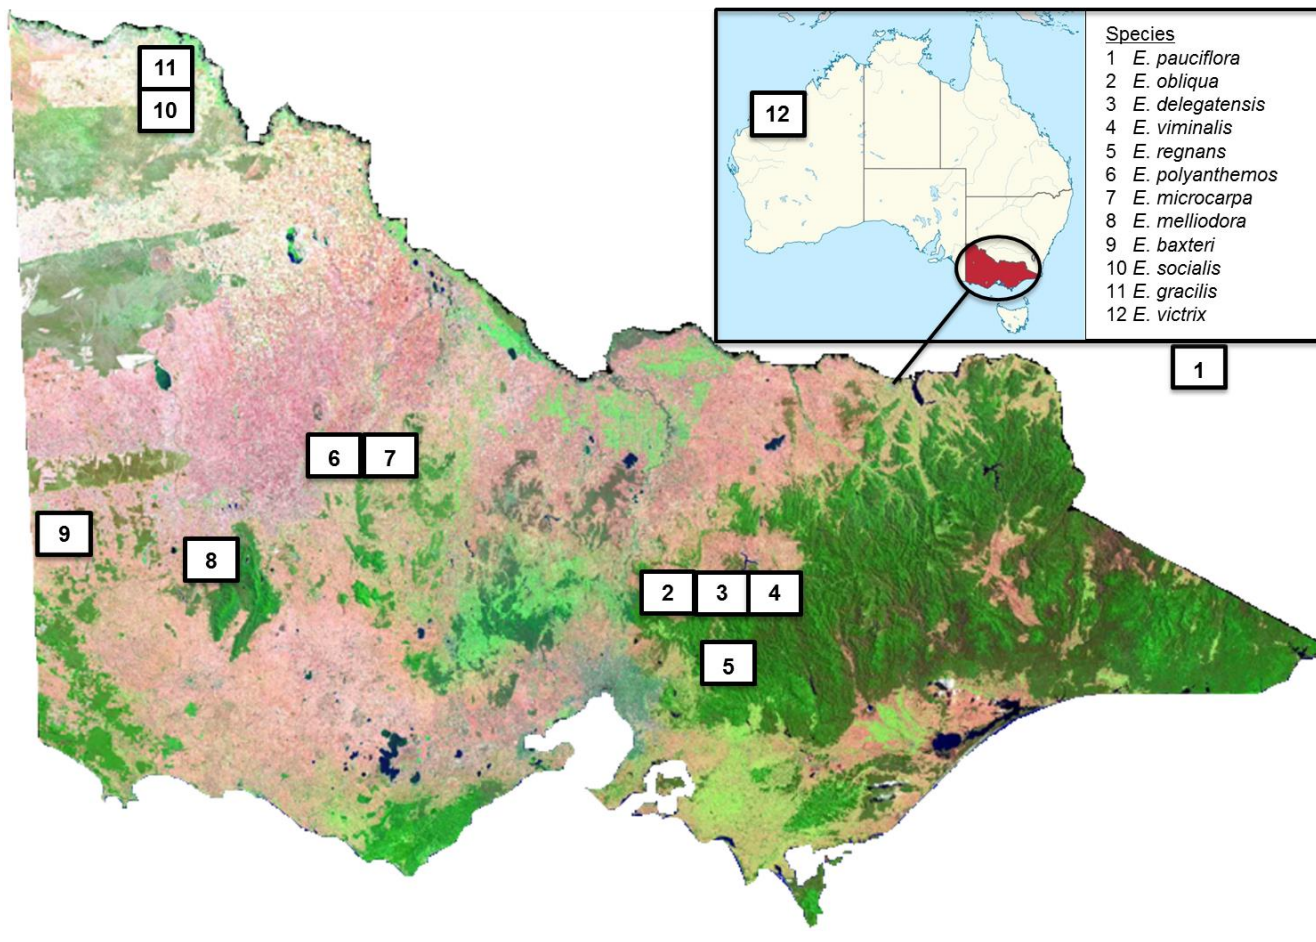 Species
1 E. pauciflora
2 E. obliqua
3 E. delegatensis
4 E. viminalis
5 E. regnans
6 E. polyanthemos
7 E. microcarpa
8 E. melliodora
9 E. baxteri
10 E. socialis
11 E. gracilis
12 E. victrix
11
10
12
1
6 7
9
8
2 3 4
5